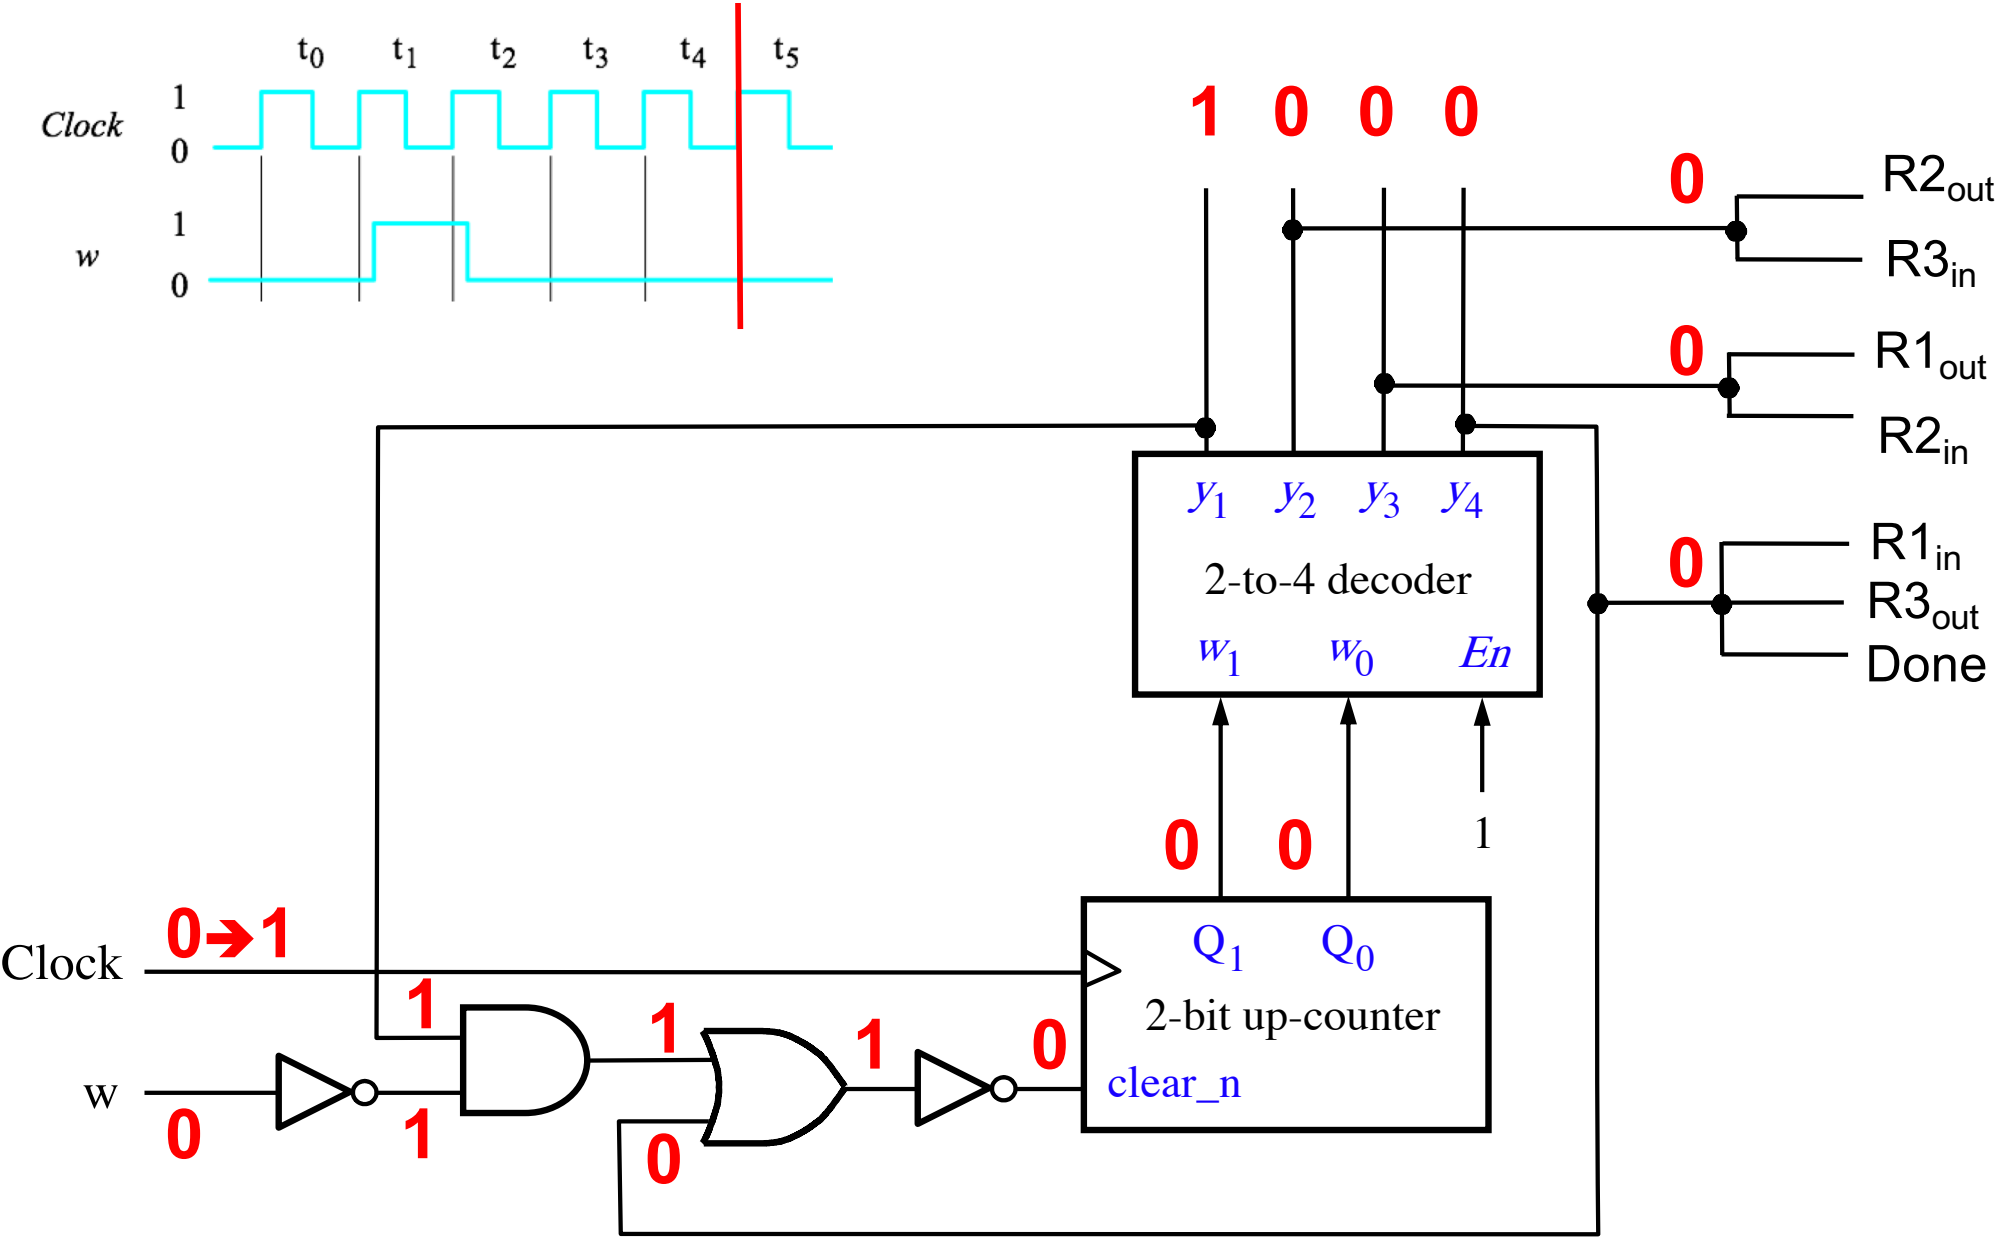 t0 t1 t2 t3 t4 t5
1
Clock
0
1
w
0
1 0 0 0
0 R2out
R3in
0 R1out
R2in
y1 y2 y3 y4
2-to-4 decoder
w1 w0 En
0 R1in
R3out
Done
0 0 1
Clock 0➔1
Q1 Q0
2-bit up-counter
clear_n
1 1 1 0
w
0 1 0